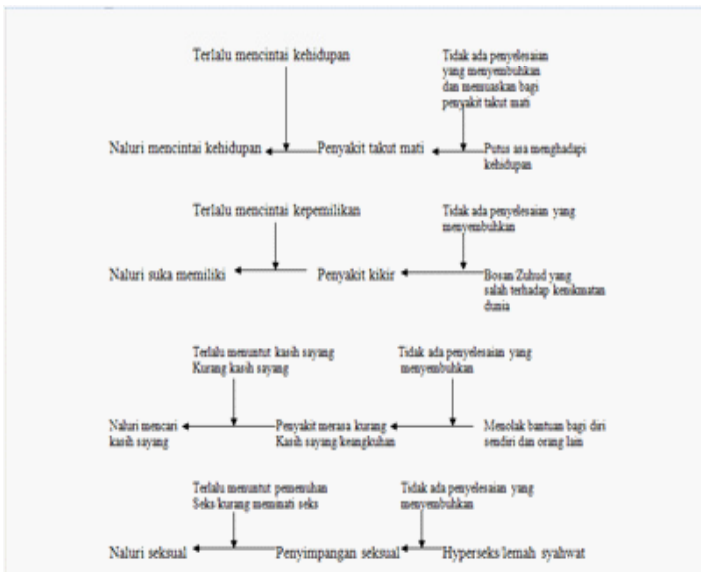 Terlalu mencintai kehidupan
Tidak ada penyelesaian
yang menyembuhkan
dan memuaskan bagi
penyakit takut mati
Naluri mencintai kehidupan
Penyakit takut mati
Putus asa menghadapi
kehidupan
Terlalu mencintai kepemilikan
Tidak ada penyelesaian yang
menyembuhkan
Naluri suka memiliki
Penyakit kikir
Bosan Zuhud yang
salah terhadap kenikmatan
dunia
Terlalu menuntut kasih sayang
Kurang kasih sayang
Tidak ada penyelesaian yang
menyembuhkan
Naluri mencari
kasih sayang
Penyakit merasa kurang
Kasih sayang keangkuhan
Menolak bantuan bagi diri
sendiri dan orang lain
Terlalu menuntut pemenuhan
Seks/kurang meminati seks
Tidak ada penyelesaian yang
menyembuhkan
Naluri seksual
Penyimpangan seksual
Hyperseks/lemah syahwat